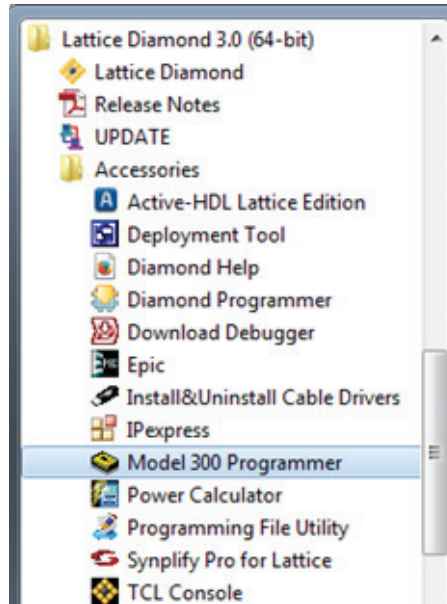 Lattice Diamond 3.0 (64-bit)
Lattice Diamond
Release Notes
UPDATE
Accessories
Active-HDL Lattice Edition
Deployment Tool
Diamond Help
Diamond Programmer
Download Debugger
Epic
Install&Uninstall Cable Drivers
IPexpress
Model 300 Programmer
Power Calculator
Programming File Utility
Synplify Pro for Lattice
TCL Console